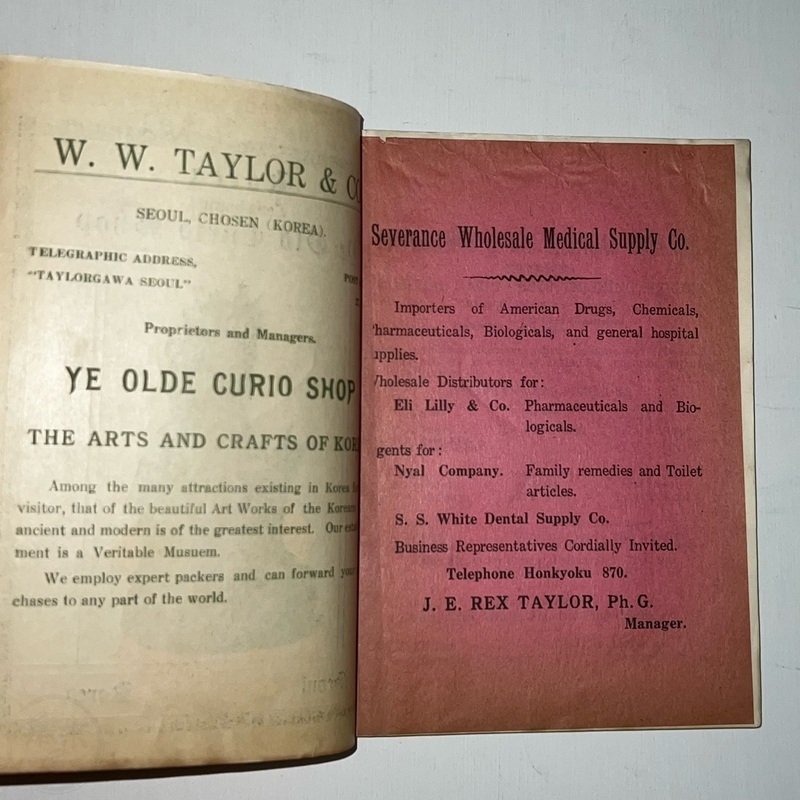 W. W. TAYLOR &
SEOUL, CHOSEN (KOREA).
TELEGRAPHIC ADDRESS,
"TAYLORGAWA SEOUL"
Proprietors and Managers.
YE OLDE CURIO SHOP
THE ARTS AND CRAFTS OF
Among the many attractions existing in Korea
visitor, that of the beautiful Art Works of the
ancient and modern is of the greatest interest. Our
ment is a Veritable Musuem.
We employ expert packers and can forward
chases to any part of the world.
Severance Wholesale Medical Supply Co.
Importers of American Drugs, Chemicals,
harmaceuticals, Biologicals, and general hospital
upplies.
holesale Distributors for:
Eli Lilly & Co. Pharmaceuticals and Bio-
logicals.
gents for:
Nyal Company. Family remedies and Toilet
articles.
S. S. White Dental Supply Co.
Business Representatives Cordially Invited.
Telephone Honkyoku 870.
J. E. REX TAYLOR, Ph. G.
Manager.